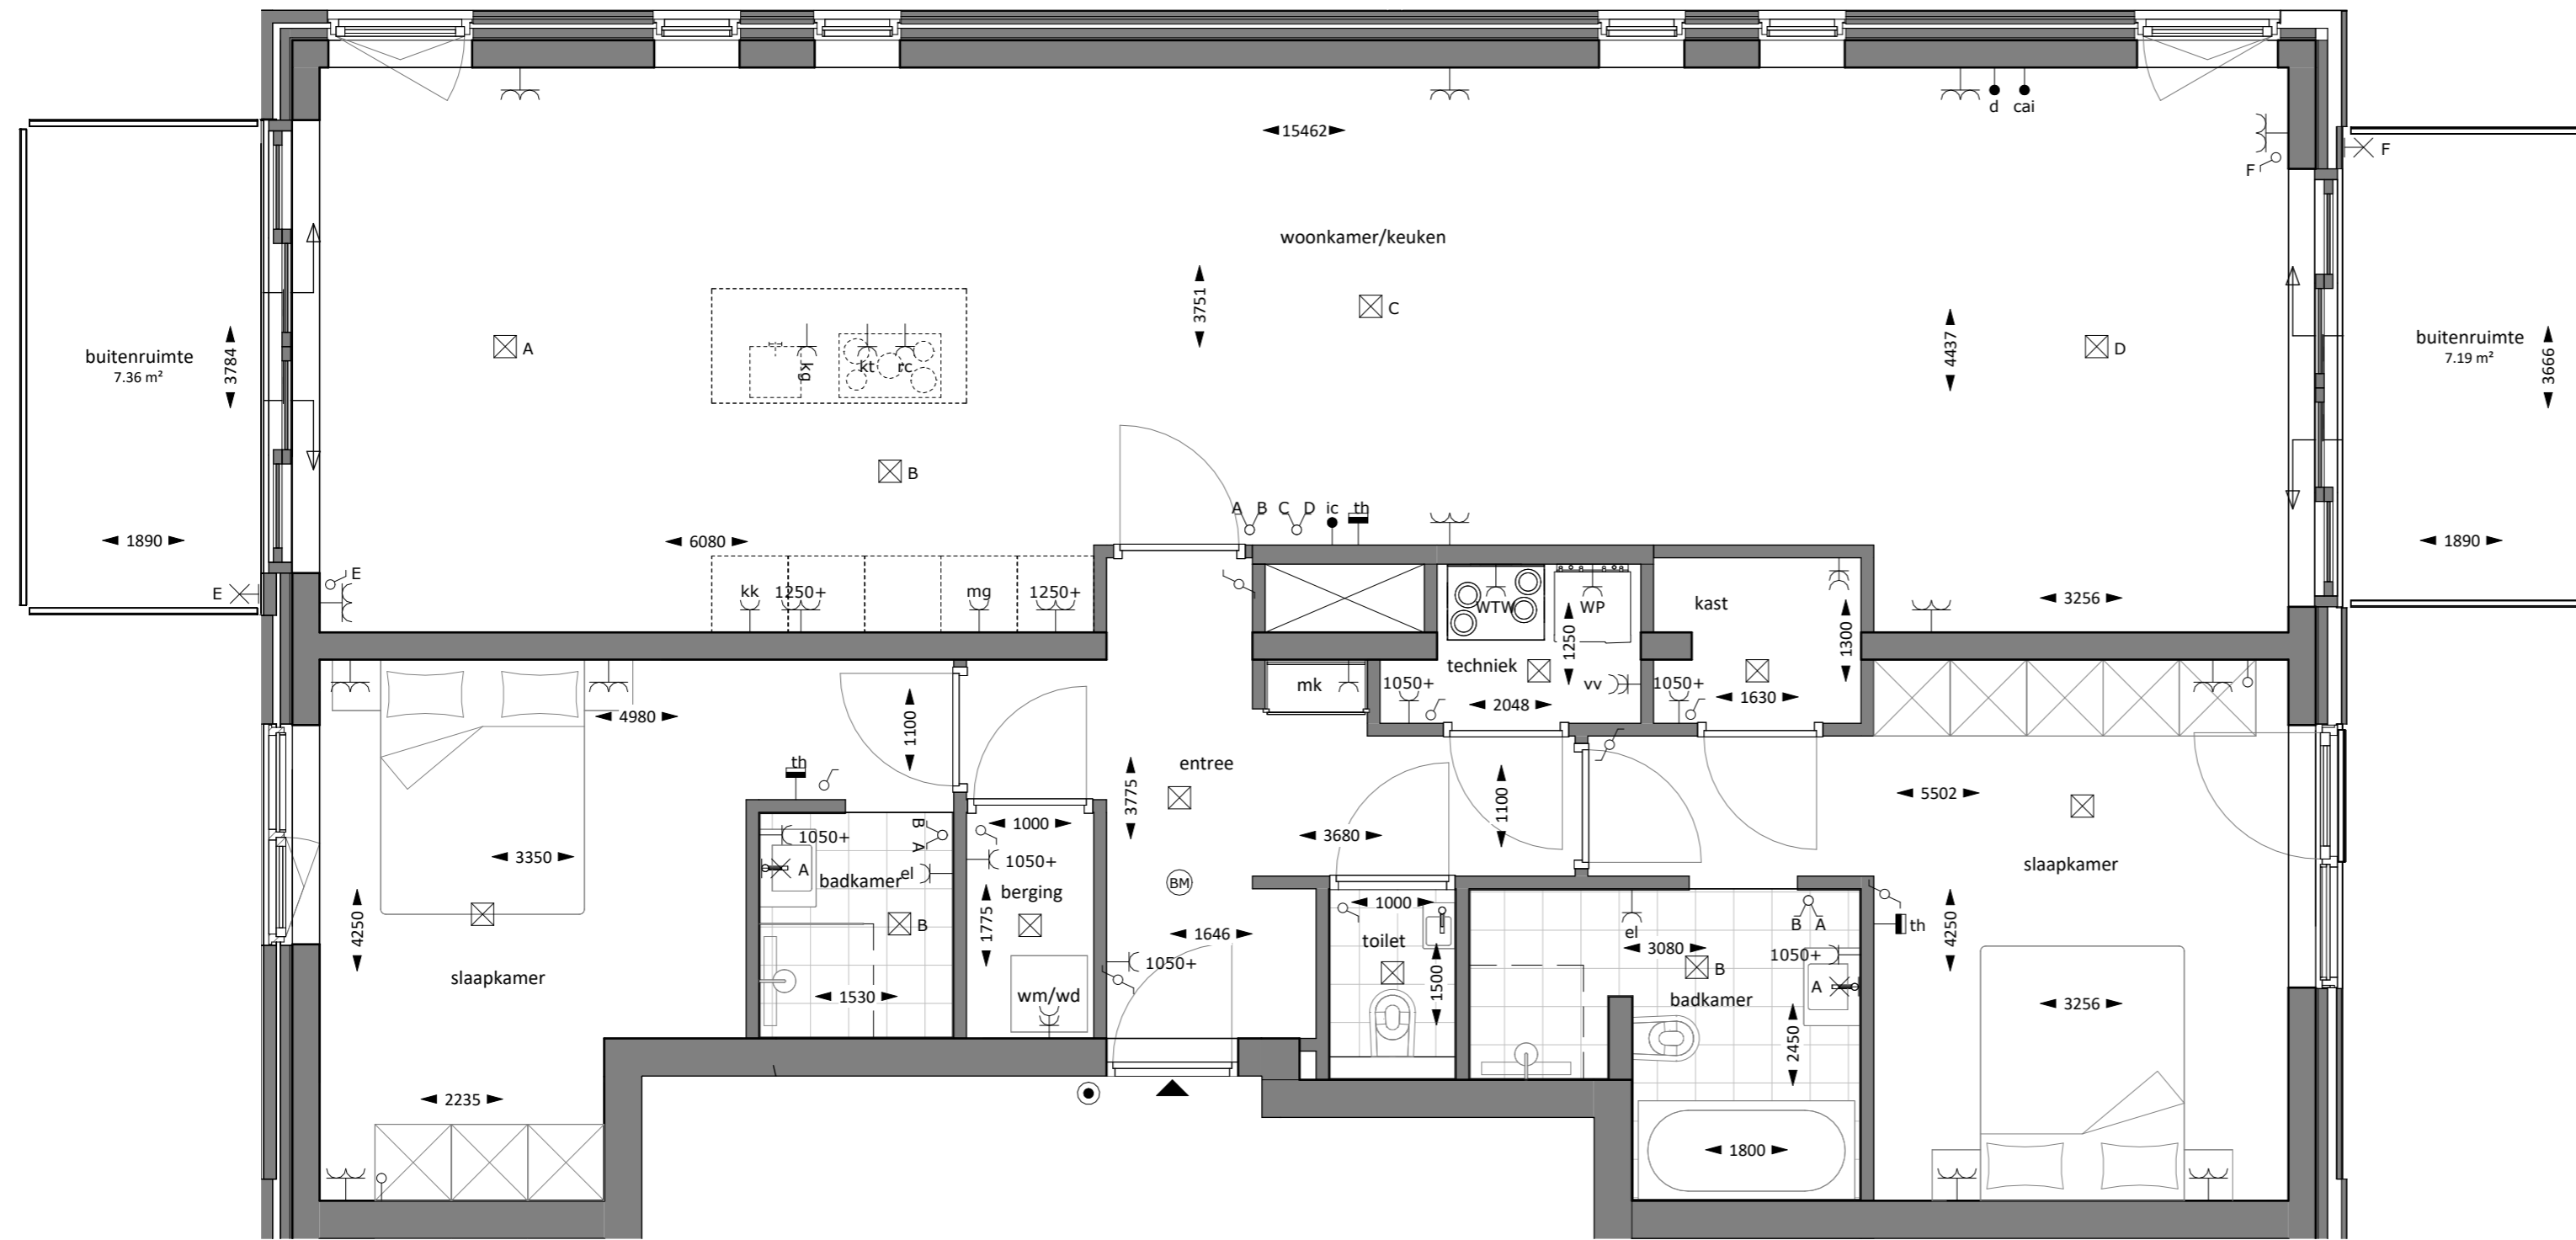 d cai
15462
F
F
woonkamer/keuken
C
3751
A
D
4437
buitenruimte
7.36 m²
3784
kg
kt
rc
buitenruimte
7.19 m²
3666
B
A B C D ic th
1890
6080
1890
E
E
kk 1250+
mg 1250+
WTW
WP
kast
3256
1250
1300
techniek
mk
1050+
vv
1050+
2048
1630
4980
1100
th
entree
3775
1100
5502
3680
1000
1050+
B
A
3350
A
badkamer
el
1050+
berging
BM
slaapkamer
4250
B
1775
1646
1000
toilet
el
B A
th
4250
3080
1050+
B
slaapkamer
1050+
1530
wm/wd
1500
badkamer
A
3256
2450
2235
1800